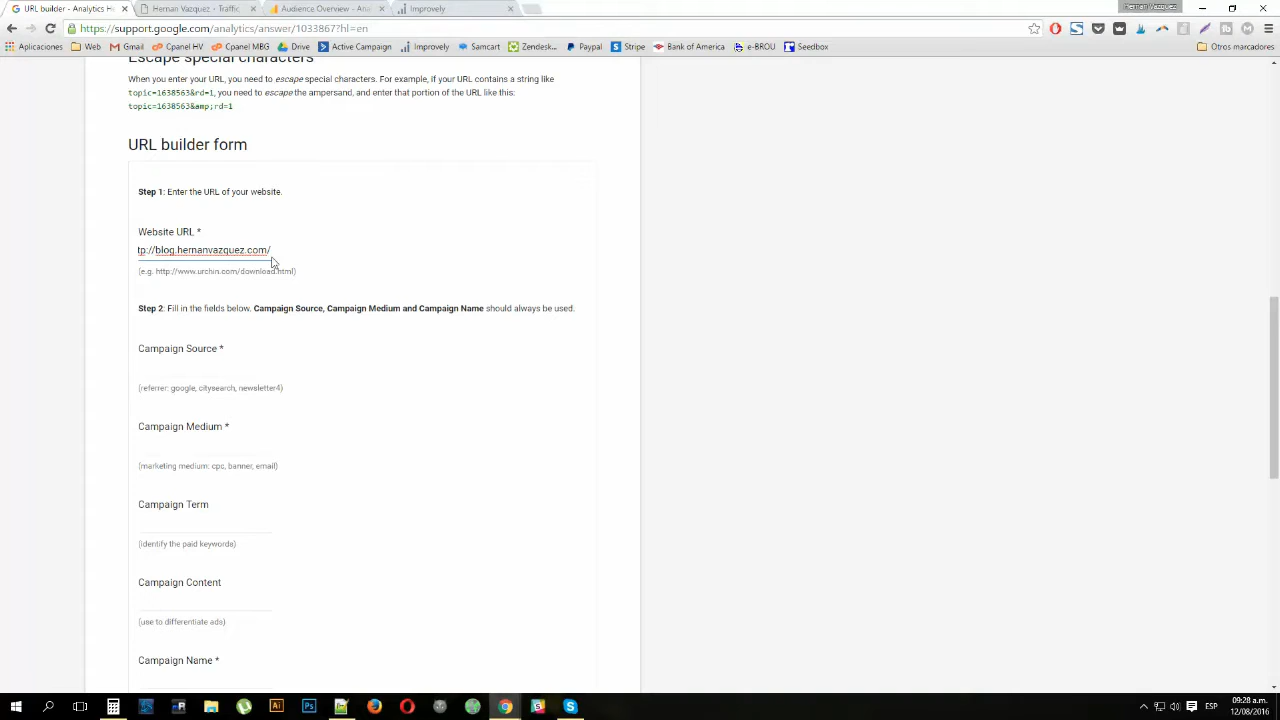 URL builder - Analytics H
Hernan Vazquez - Traffic
Audience Overview - Anal
Improvely
Hernan Vazquez
https://support.google.com/analytics/answer/1033867?hl=en
Aplicaciones
Web
Gmail
Cpanel HV
Cpanel MBG
Drive
Active Campaign
Improvely
Samcart
Zendesk...
Paypal
Stripe
Bank of America
e-BROU
Seedbox
Otros marcadores
Escape special characters
When you enter your URL, you need to escape special characters. For example, if your URL contains a string like
topic=1638563&rd=1, you need to escape the ampersand, and enter that portion of the URL like this:
topic=1638563&amp;rd=1
URL builder form
Step 1: Enter the URL of your website.
Website URL *
tp://blog.hernanvazquez.com/
(e.g. http://www.urchin.com/download.html)
Step 2: Fill in the fields below. Campaign Source, Campaign Medium and Campaign Name should always be used.
Campaign Source *
(referrer: google, citysearch, newsletter4)
Campaign Medium *
(marketing medium: cpc, banner, email)
Campaign Term
(identify the paid keywords)
Campaign Content
(use to differentiate ads)
Campaign Name *
ESP
09:28 a.m.
12/08/2016